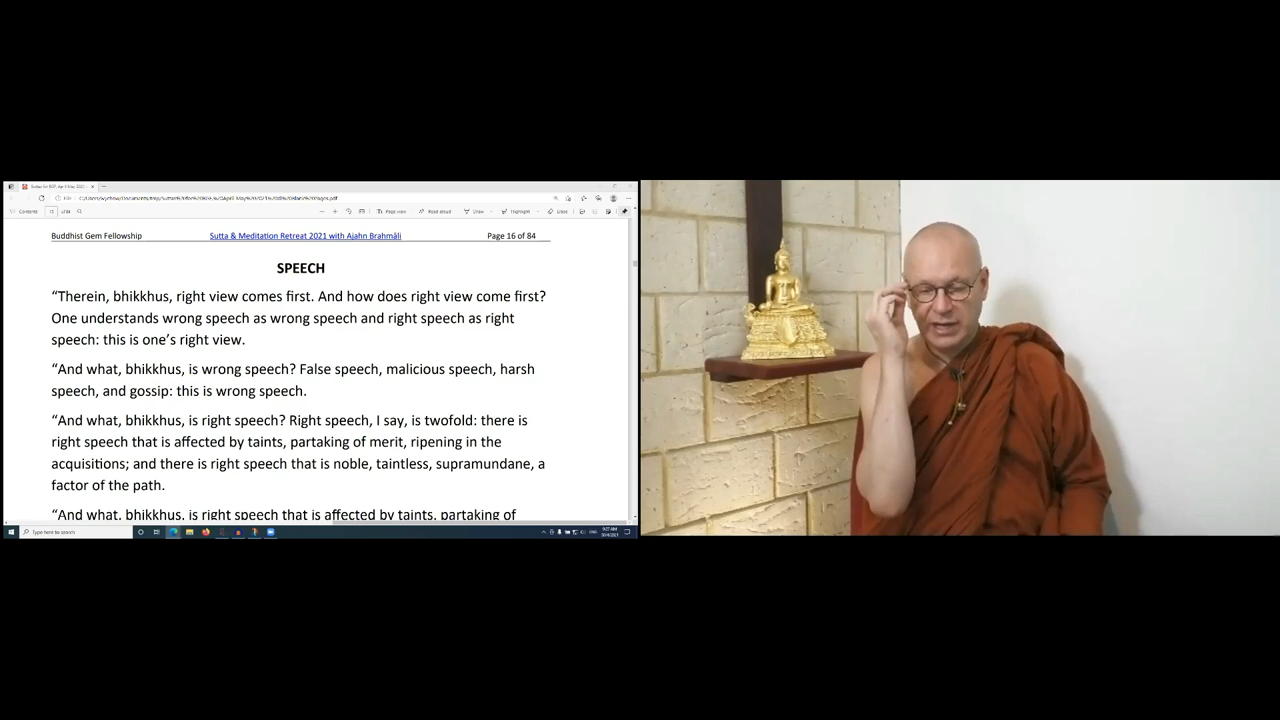 Buddhist Gem Fellowship Sutta & Meditation Retreat 2021 with Ajahn Brahmāli Page 16 of 84
SPEECH
“Therein, bhikkhus, right view comes first. And how does right view come first?
One understands wrong speech as wrong speech and right speech as right
speech: this is one’s right view.
“And what, bhikkhus, is wrong speech? False speech, malicious speech, harsh
speech, and gossip: this is wrong speech.
“And what, bhikkhus, is right speech? Right speech, I say, is twofold: there is
right speech that is affected by taints, partaking of merit, ripening in the
acquisitions; and there is right speech that is noble, taintless, supramundane, a
factor of the path.
“And what, bhikkhus, is right speech that is affected by taints, partaking of
Type here to search